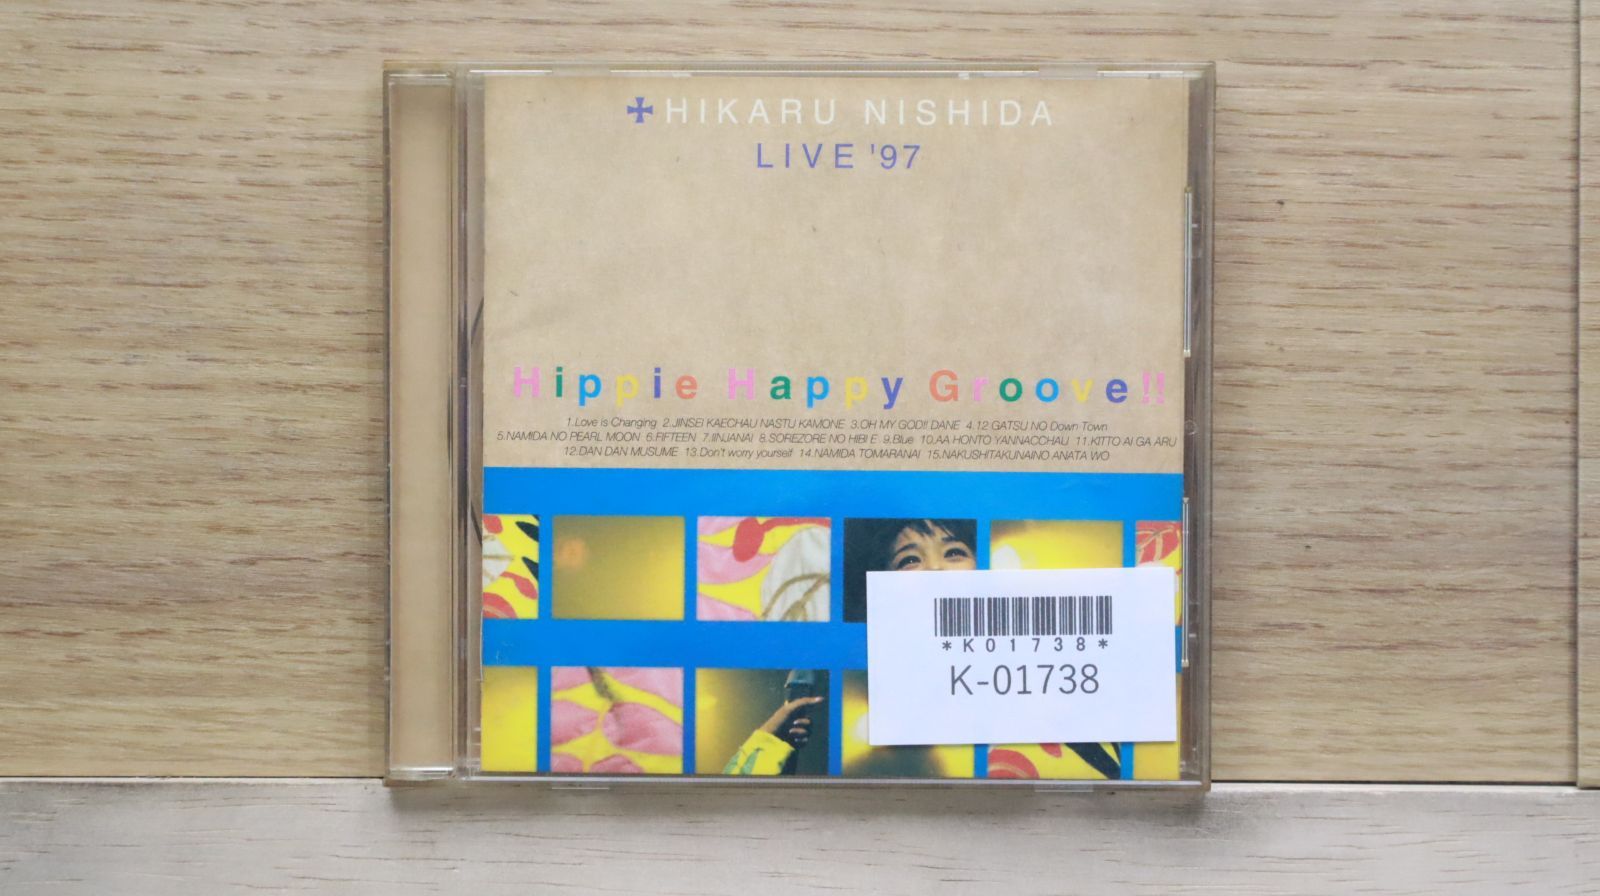 HIKARU NISHIDA
LIVE '97
Hippie Happy Groove!!
1.Love is Changing 2.JINSEI KAECHAU NASTU KAMONE 3.OH MY GOD!! DANE 4.12 GATSU NO Down Town
5.NAMIDA NO PEARL MOON 6.FIFTEEN 7.IINJANAI 8.SOREZORE NO HIBI E 9.Blue 10.AA HONTO YANNACCHAU 11.KITTO AI GA ARU
12.DAN DAN MUSUME 13.Don't worry yourself 14.NAMIDA TOMARANAI 15.NAKUSHITAKUNAINO ANATA WO
*K01738*
K-01738